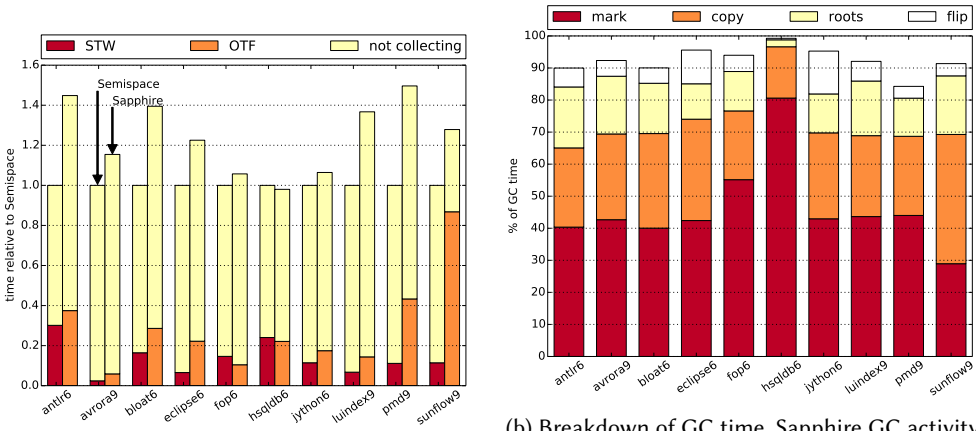 STW OTF not collecting
time relative to Semispace
1.6
1.4
1.2
1.0
0.8
0.6
0.4
0.2
0.0
Semispace
Sapphire
antlr6 avrora9 bloat6 eclipse6 fop6 hsqldb6 jython6 luindex9 pmd9 sunflow9
mark copy roots flip
% of GC time
100
90
80
70
60
50
40
30
20
10
0
antlr6 avrora9 bloat6 eclipse6 fop6 hsqldb6 jython6 luindex9 pmd9 sunflow9
(b) Breakdown of GC time. Sapphire GC activity